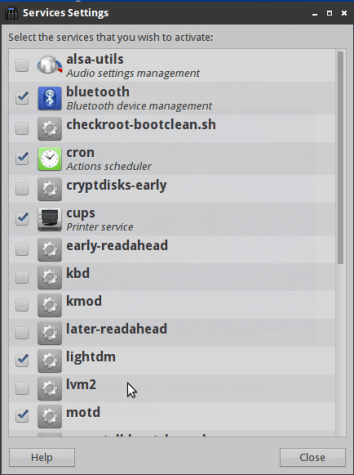 Services Settings
Select the services that you wish to activate:
alsa-utils
Audio settings management
bluetooth
Bluetooth device management
checkroot-bootclean.sh
cron
Actions scheduler
cryptdisks-early
cups
Printer service
early-readahead
kbd
kmod
later-readahead
lightdm
lvm2
motd
Help
Close